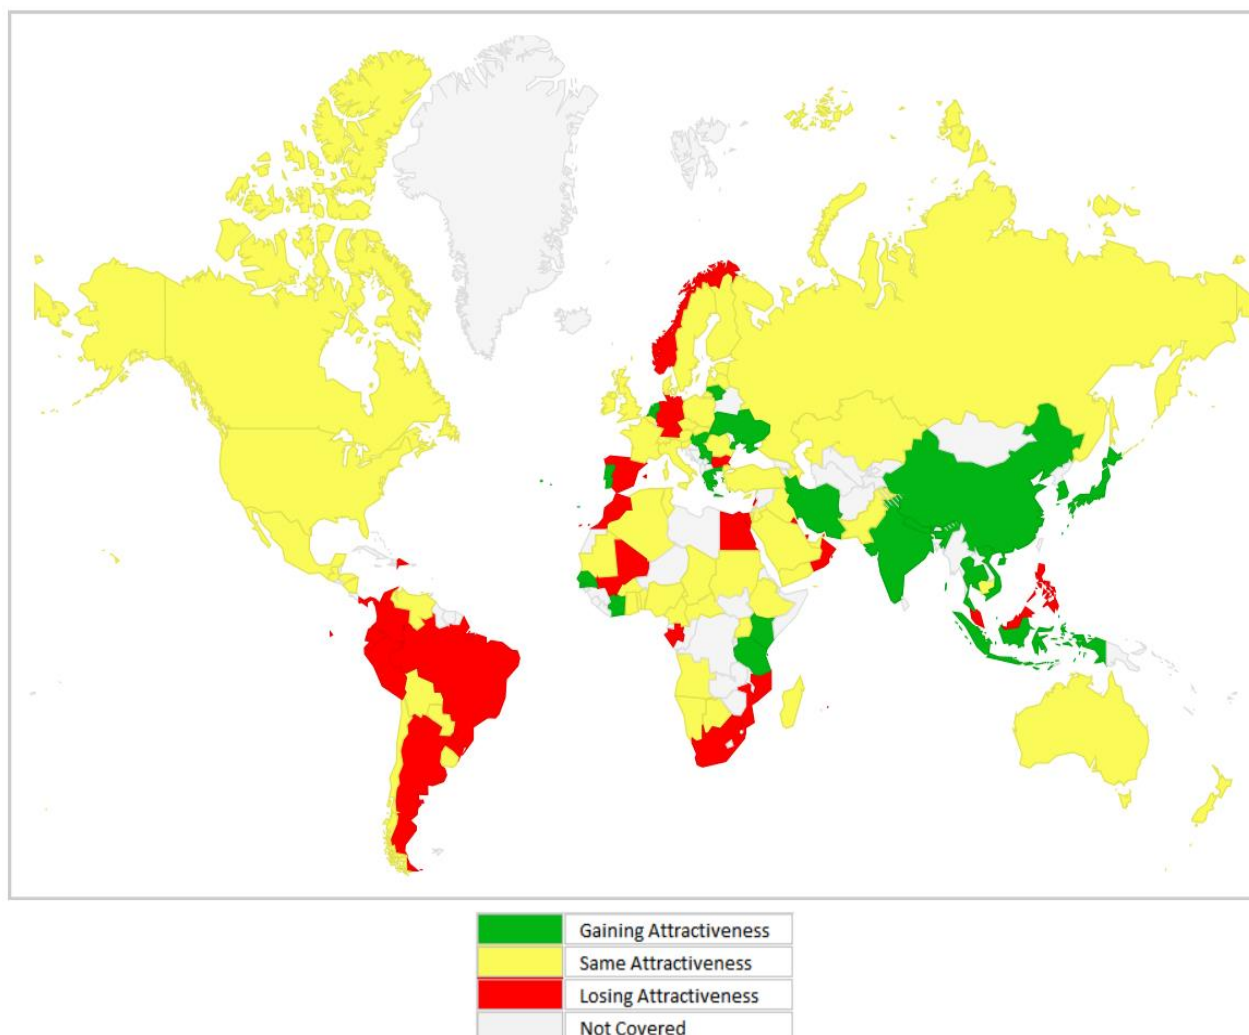 Gaining Attractiveness
Same Attractiveness
Losing Attractiveness
Not Covered